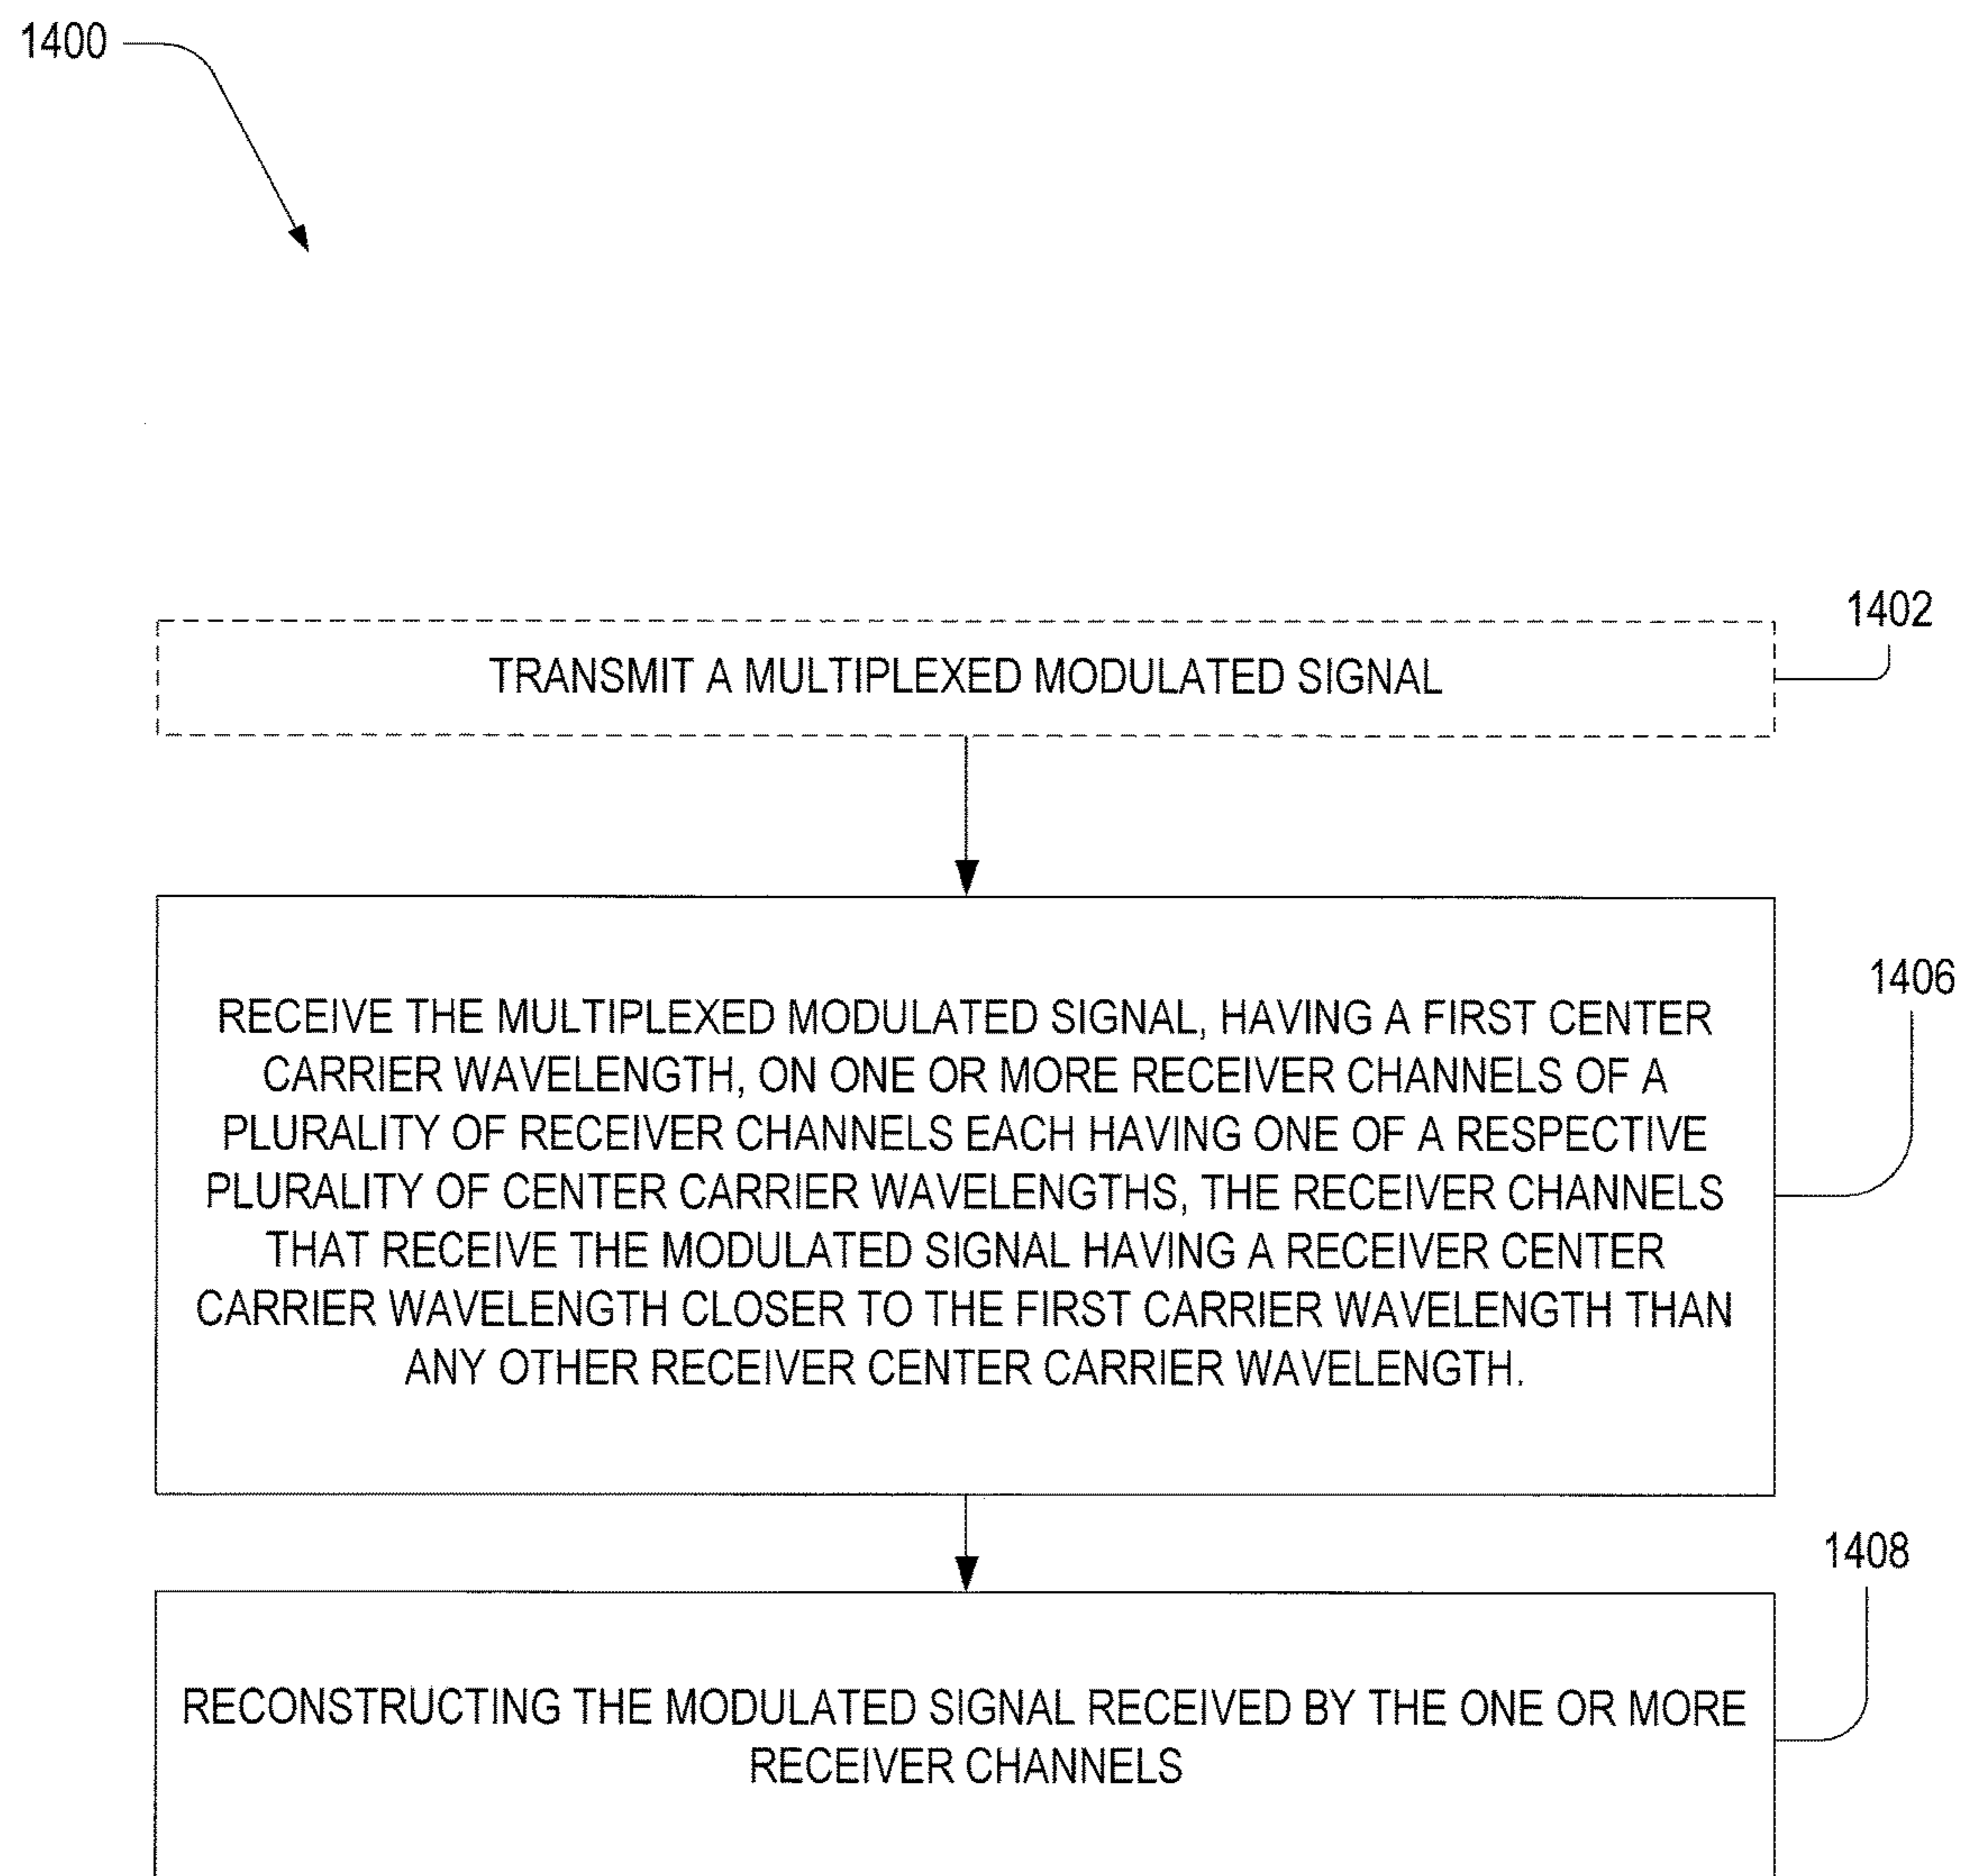 1400
1402
TRANSMIT A MULTIPLEXED MODULATED SIGNAL
1406
RECEIVE THE MULTIPLEXED MODULATED SIGNAL, HAVING A FIRST CENTER
CARRIER WAVELENGTH, ON ONE OR MORE RECEIVER CHANNELS OF A
PLURALITY OF RECEIVER CHANNELS EACH HAVING ONE OF A RESPECTIVE
PLURALITY OF CENTER CARRIER WAVELENGTHS, THE RECEIVER CHANNELS
THAT RECEIVE THE MODULATED SIGNAL HAVING A RECEIVER CENTER
CARRIER WAVELENGTH CLOSER TO THE FIRST CARRIER WAVELENGTH THAN
ANY OTHER RECEIVER CENTER CARRIER WAVELENGTH.
1408
RECONSTRUCTING THE MODULATED SIGNAL RECEIVED BY THE ONE OR MORE
RECEIVER CHANNELS